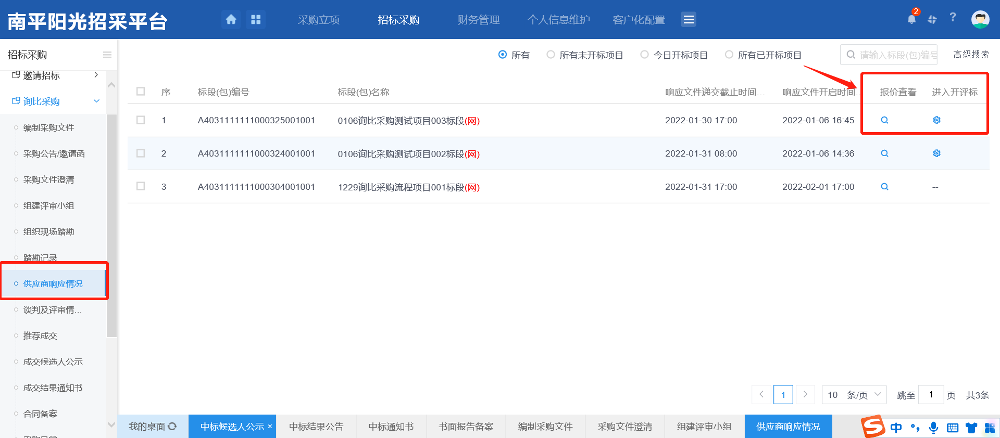 南平阳光招采平台
采购立项 招标采购 财务管理 个人信息维护 客户化配置
2
?
招标采购
所有 所有未开标项目 今日开标项目 所有已开标项目 请输入标段(包)编号 高级搜索
邀请招标
询比采购
编制采购文件
采购公告/邀请函
采购文件澄清
组建评审小组
组织现场踏勘
踏勘记录
供应商响应情况
谈判及评审情...
推荐成交
成交候选人公示
成交结果通知书
合同备案
序 标段(包)编号 标段(包)名称 响应文件递交截止时间... 响应文件开启时间... 报价查看 进入开评标
1 A4031111111000325001001 0106询比采购测试项目003标段(网) 2022-01-30 17:00 2022-01-06 16:45
2 A4031111111000324001001 0106询比采购测试项目002标段(网) 2022-01-31 08:00 2022-01-06 14:36
3 A4031111111000304001001 1229询比采购流程项目001标段(网) 2022-01-31 17:00 2022-02-01 17:00 --
1 10 条/页 跳至 1 页 共3条
我的桌面 中标候选人公示 × 中标结果公告 中标通知书 书面报告备案 编制采购文件 采购文件澄清 组建评审小组 供应商响应情况
S 中 °,